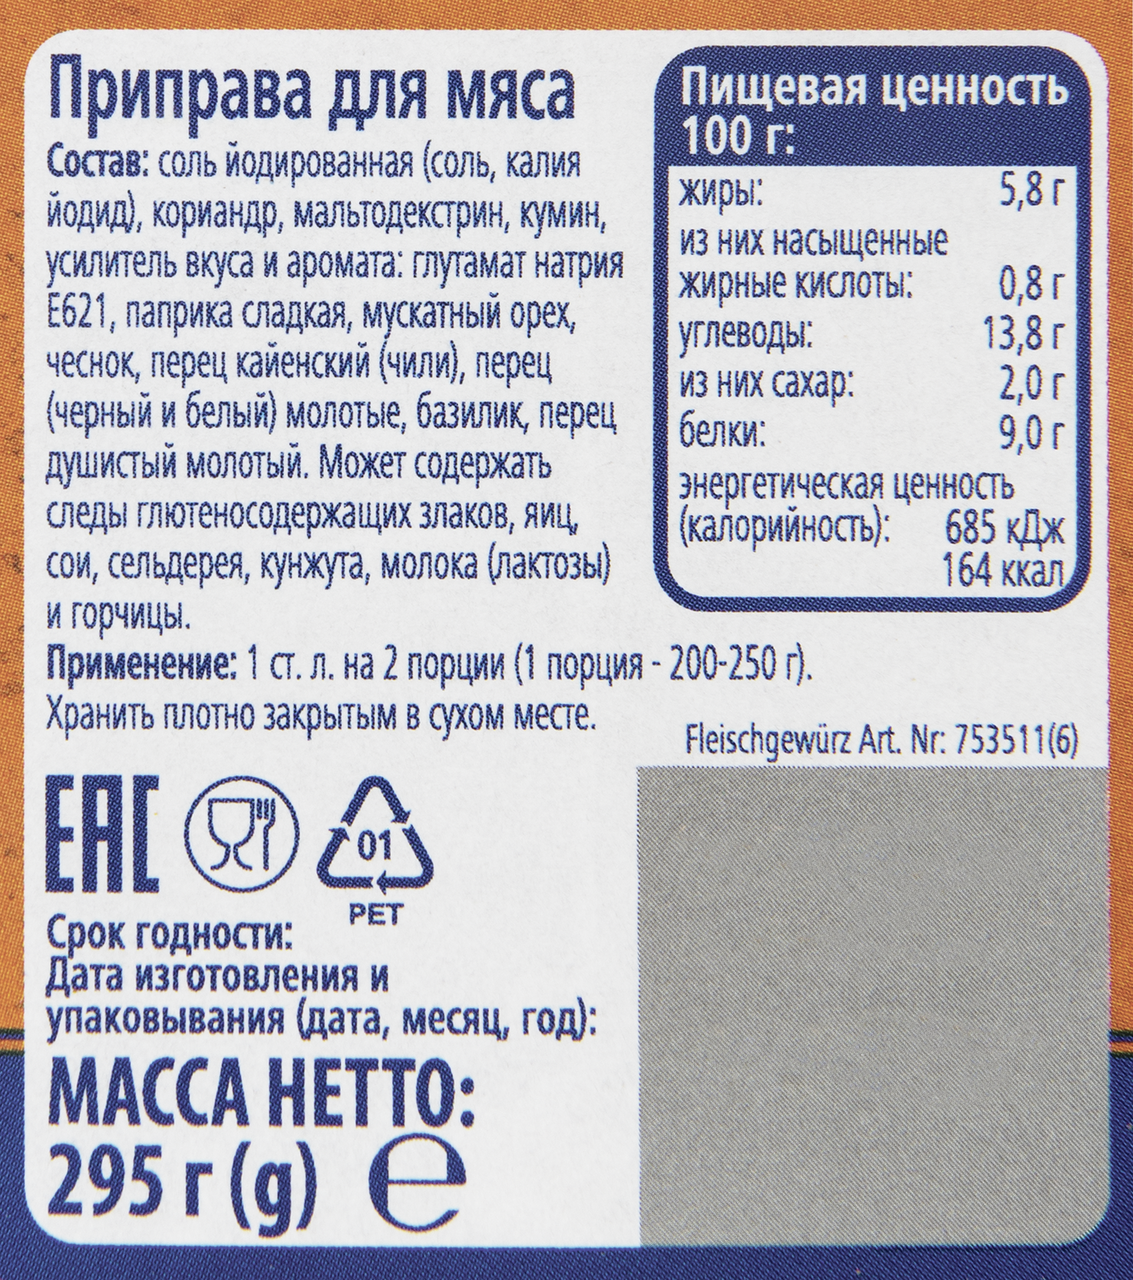 Приправа для мяса
Состав: соль йодированная (соль, калия
йодид), кориандр, мальтодекстрин, кумин,
усилитель вкуса и аромата: глутамат натрия
Е621, паприка сладкая, мускатный орех,
чеснок, перец кайенский (чили), перец
(черный и белый) молотые, базилик, перец
душистый молотый. Может содержать
следы глютеносодержащих злаков, яиц,
сои, сельдерея, кунжута, молока (лактозы)
и горчицы.
Применение: 1 ст. л. на 2 порции (1 порция - 200-250 г).
Хранить плотно закрытым в сухом месте.
Пищевая ценность
100 г:
жиры: 5,8 г
из них насыщенные
жирные кислоты: 0,8 г
углеводы: 13,8 г
из них сахар: 2,0 г
белки: 9,0 г
энергетическая ценность
(калорийность): 685 кДж
164 ккал
Fleischgewürz Art. Nr: 753511(6)
ЕАС
01
PET
Срок годности:
Дата изготовления и
упаковывания (дата, месяц, год):
МАССА НЕТТО:
295 г (g) e